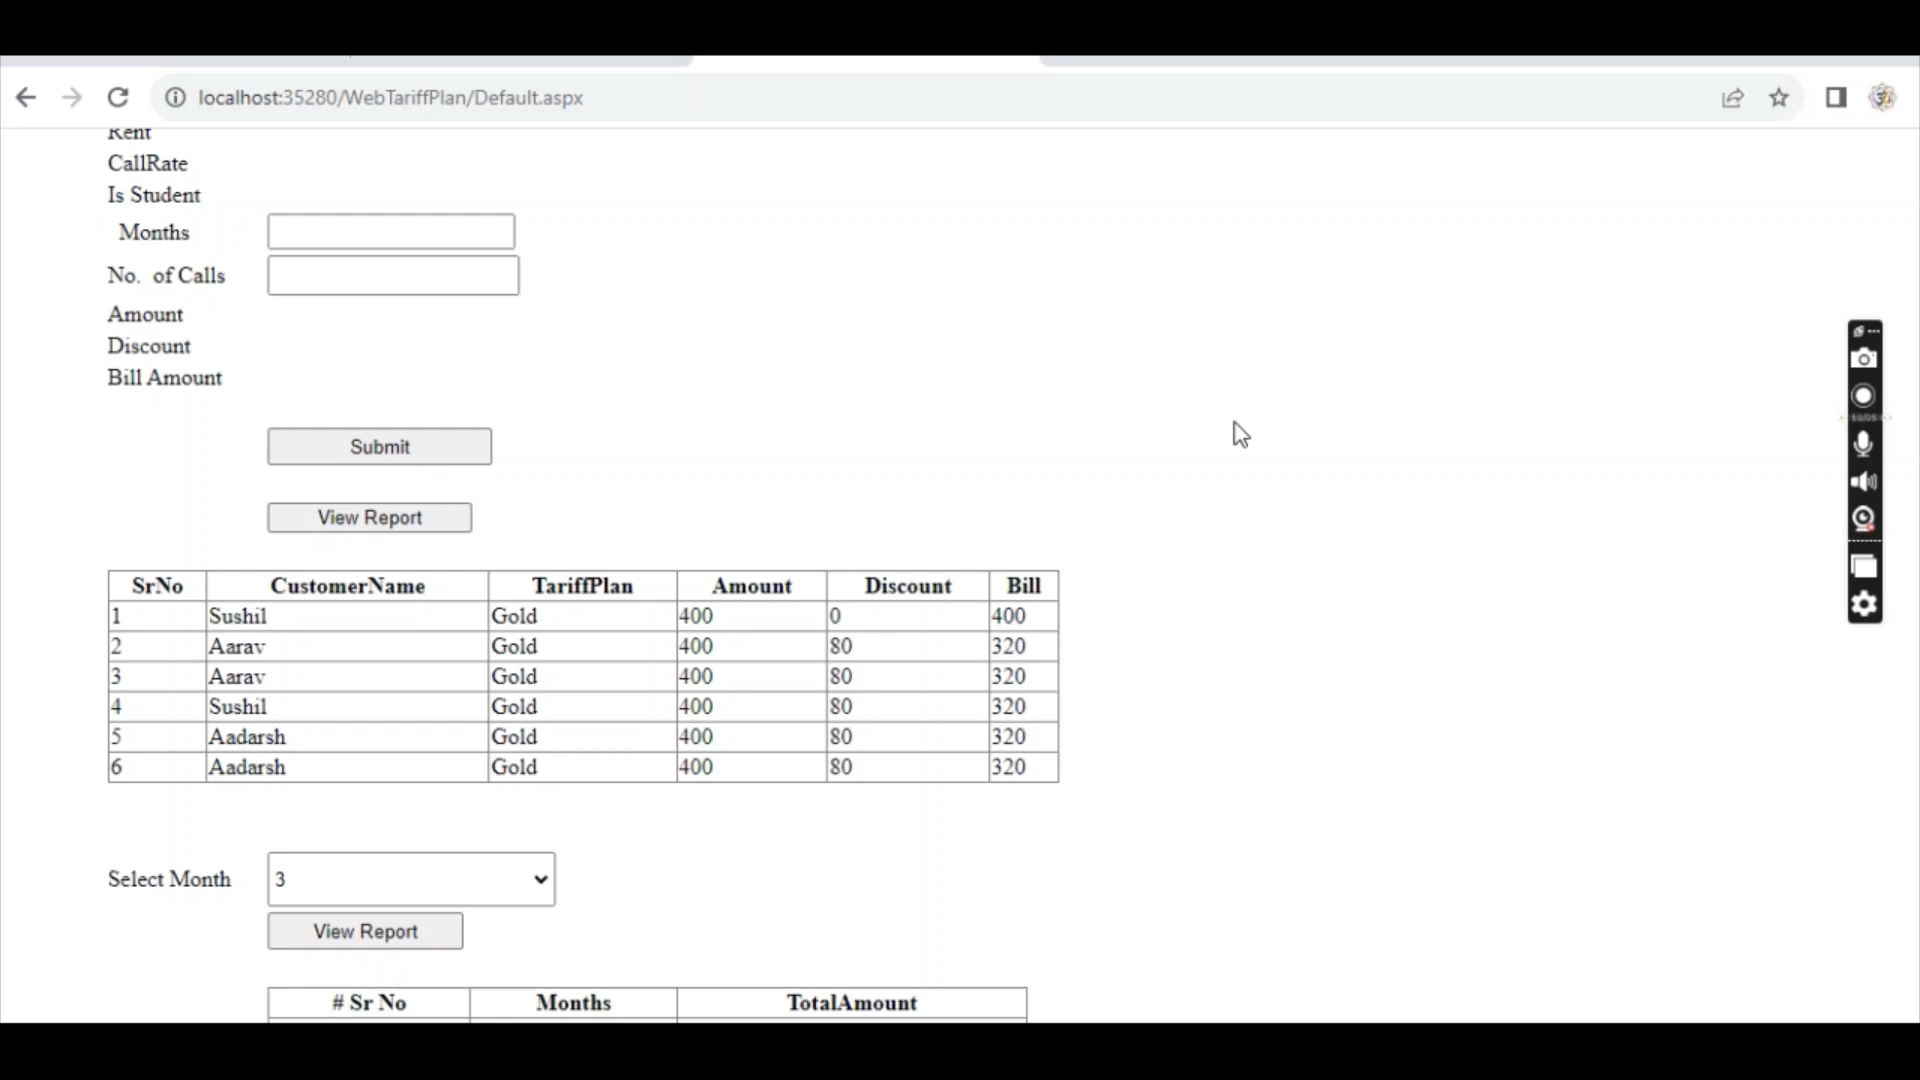 localhost:35280/WebTariffPlan/Default.aspx
Rent
CallRate
Is Student
Months
No. of Calls
Amount
Discount
Bill Amount
Submit
View Report
SrNo CustomerName TariffPlan Amount Discount Bill
1 Sushil Gold 400 0 400
2 Aarav Gold 400 80 320
3 Aarav Gold 400 80 320
4 Sushil Gold 400 80 320
5 Aadarsh Gold 400 80 320
6 Aadarsh Gold 400 80 320
Select Month 3
View Report
# Sr No Months TotalAmount